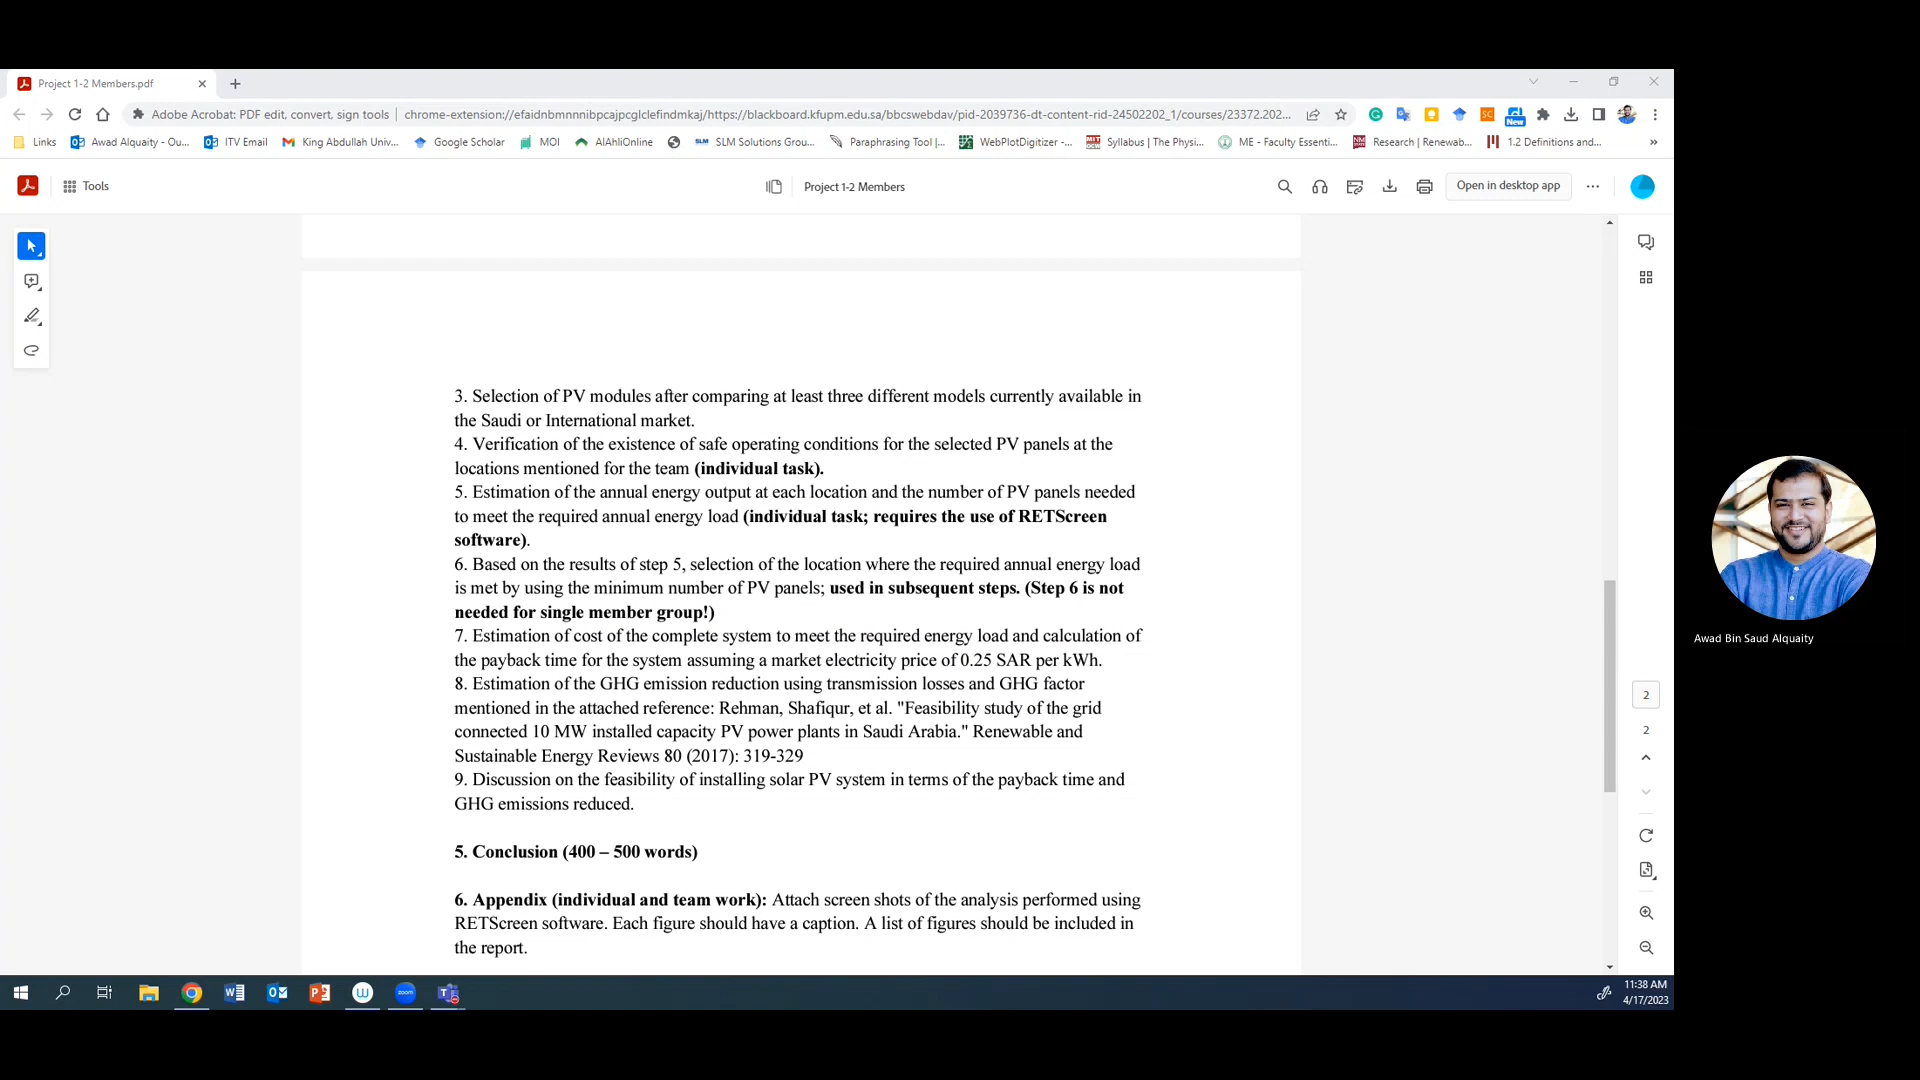 Project 1-2 Members.pdf
Adobe Acrobat: PDF edit, convert, sign tools | chrome-extension://efaidnbmnnnibpcajpcglclefindmkaj/https://blackboard.kfupm.edu.sa/bbcswebdav/pid-2039736-dt-content-rid-24502202_1/courses/23372.202...
SC
New
Links Awad Alquaity - Ou... ITV Email King Abdullah Univ... Google Scholar MOI AlAhliOnline SLM SLM Solutions Grou... Paraphrasing Tool |... WebPlotDigitizer -... MIT Syllabus | The Physi... ME - Faculty Essenti... Research | Renewab... 1.2 Definitions and... »
Tools
Project 1-2 Members
Open in desktop app
3. Selection of PV modules after comparing at least three different models currently available in
the Saudi or International market.
4. Verification of the existence of safe operating conditions for the selected PV panels at the
locations mentioned for the team (individual task).
5. Estimation of the annual energy output at each location and the number of PV panels needed
to meet the required annual energy load (individual task; requires the use of RETScreen
software).
6. Based on the results of step 5, selection of the location where the required annual energy load
is met by using the minimum number of PV panels; used in subsequent steps. (Step 6 is not
needed for single member group!)
7. Estimation of cost of the complete system to meet the required energy load and calculation of
the payback time for the system assuming a market electricity price of 0.25 SAR per kWh.
8. Estimation of the GHG emission reduction using transmission losses and GHG factor
mentioned in the attached reference: Rehman, Shafiqur, et al. "Feasibility study of the grid
connected 10 MW installed capacity PV power plants in Saudi Arabia." Renewable and
Sustainable Energy Reviews 80 (2017): 319-329
9. Discussion on the feasibility of installing solar PV system in terms of the payback time and
GHG emissions reduced.
5. Conclusion (400 – 500 words)
6. Appendix (individual and team work): Attach screen shots of the analysis performed using
RETScreen software. Each figure should have a caption. A list of figures should be included in
the report.
2
2
Awad Bin Saud Alquaity
zoom
11:38 AM
4/17/2023